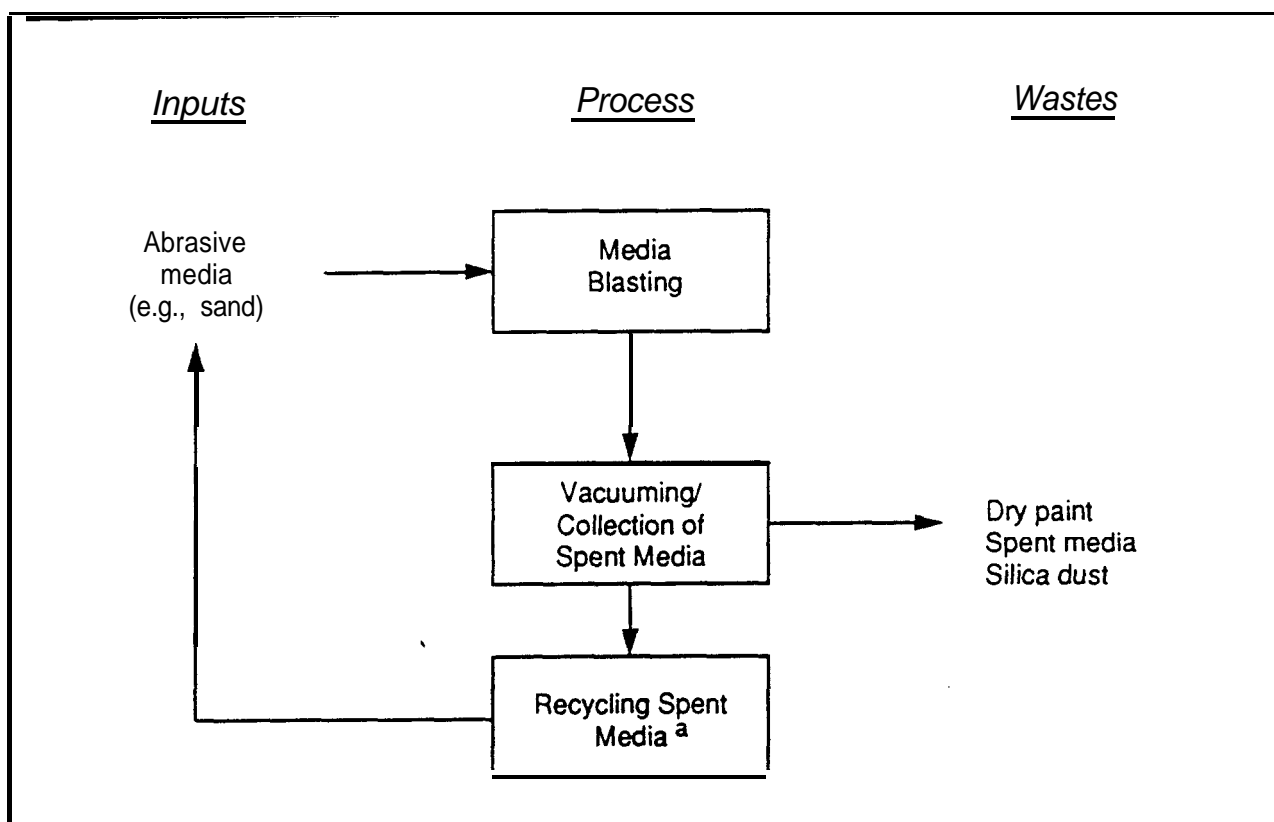 Inputs
Process
Wastes
Abrasive
media
(e.g., sand)
Media
Blasting
Vacuuming/
Collection of
Spent Media
Dry paint
Spent media
Silica dust
Recycling Spent
Media a